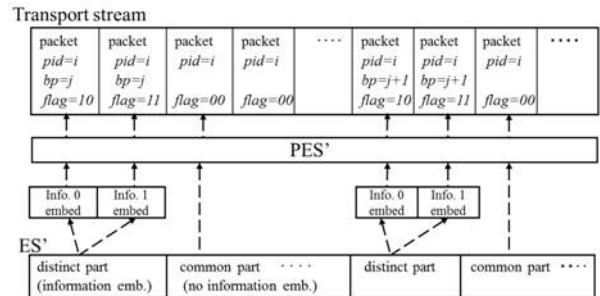 Transport stream
packet packet packet packet ···· packet packet packet ····
pid=i pid=i pid=i pid=i pid=i pid=i pid=i
bp=j bp=j bp=j+1 bp=j+1
flag=10 flag=11 flag=00 flag=00 flag=10 flag=11 flag=00
PES’
Info. 0 Info. 1 Info. 0 Info. 1
embed embed embed embed
ES’
distinct part common part ···· distinct part common part ····
(information emb.) (no information emb.)